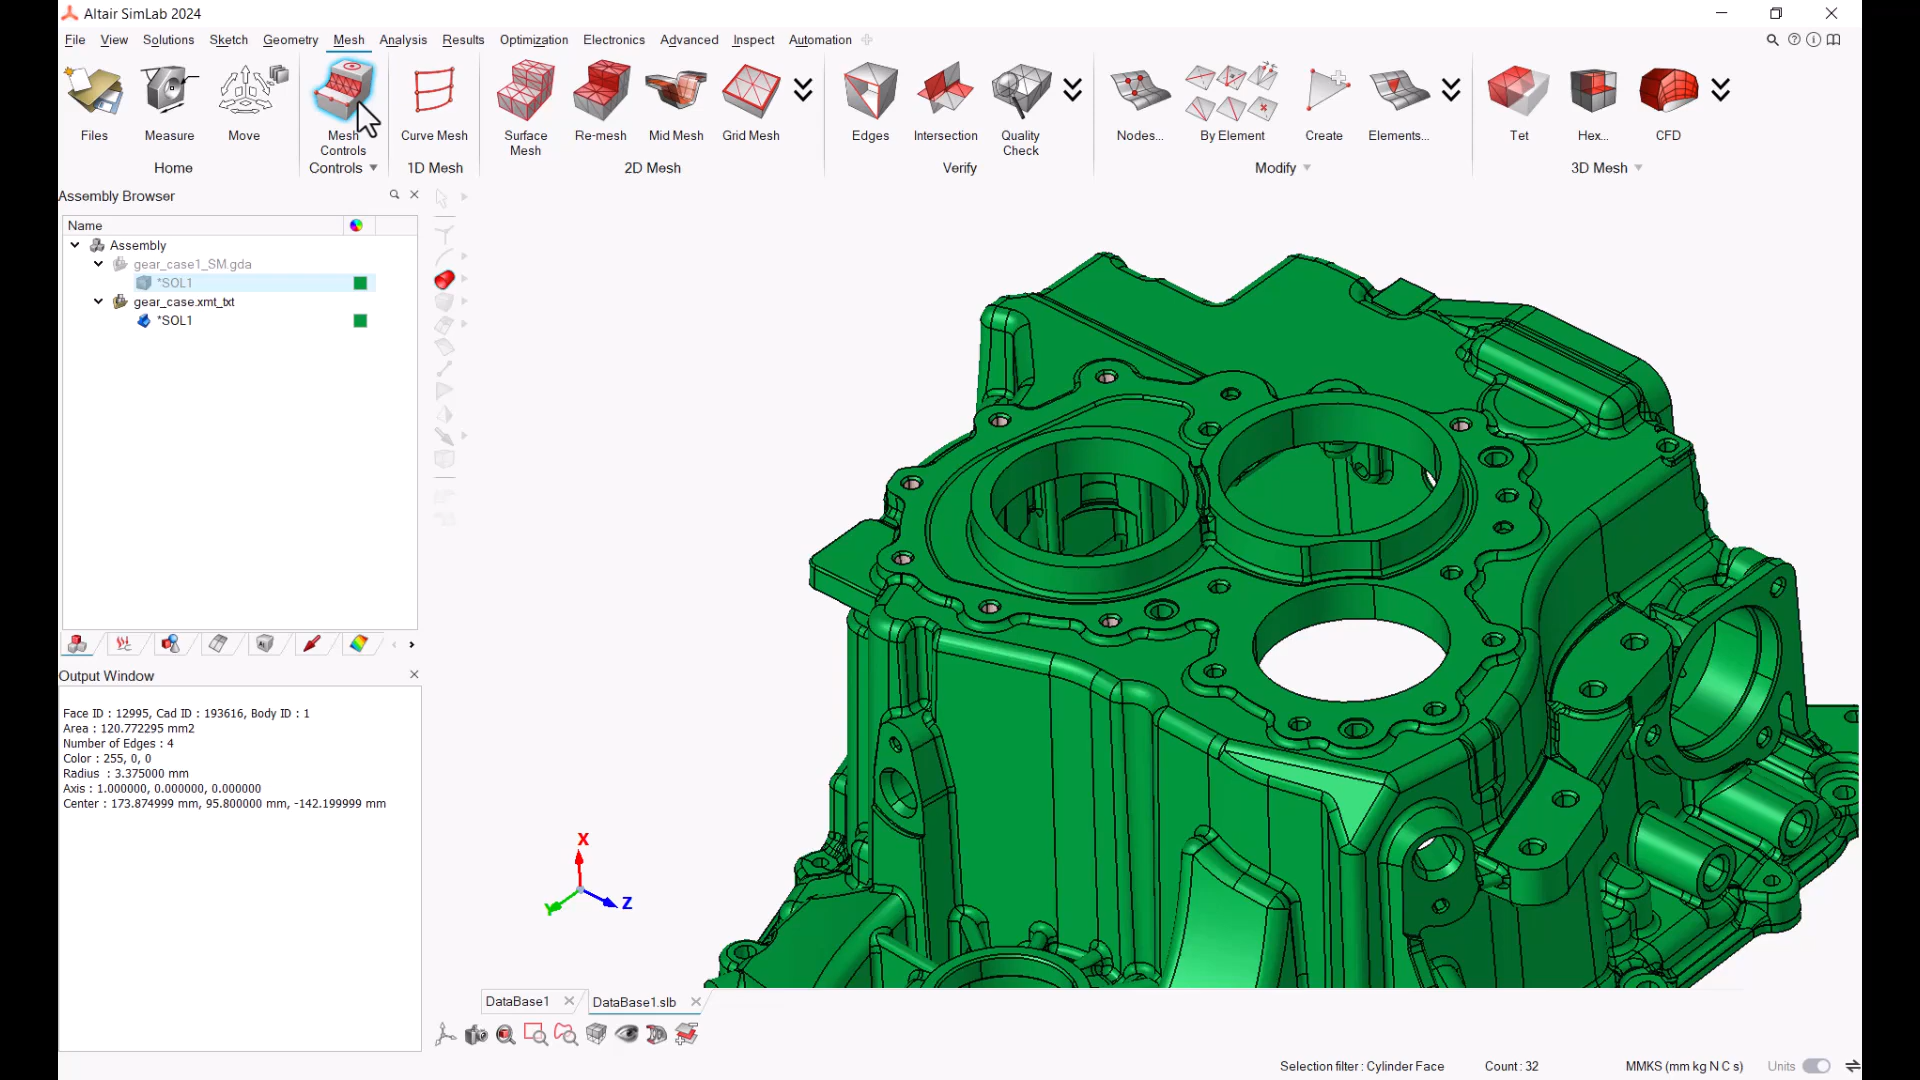 Altair SimLab 2024
File View Solutions Sketch Geometry Mesh Analysis Results Optimization Electronics Advanced Inspect Automation
Files Measure Move Mesh Controls Curve Mesh Surface Mesh Re-mesh Mid Mesh Grid Mesh Edges Intersection Quality Check Nodes... By Element Create Elements... Tet Hex... CFD
Home Controls 1D Mesh 2D Mesh Verify Modify 3D Mesh
Assembly Browser
Name
Assembly
gear_case1_SM.gda
*SOL1
gear_case.xmt_txt
*SOL1
Output Window
Face ID : 12995, Cad ID : 193616, Body ID : 1
Area : 120.772295 mm2
Number of Edges : 4
Color : 255, 0, 0
Radius : 3.375000 mm
Axis : 1.000000, 0.000000, 0.000000
Center : 173.874999 mm, 95.800000 mm, -142.199999 mm
X
Y
Z
DataBase1 DataBase1.slb
Selection filter : Cylinder Face Count : 32 MMKS (mm kg N C s) Units